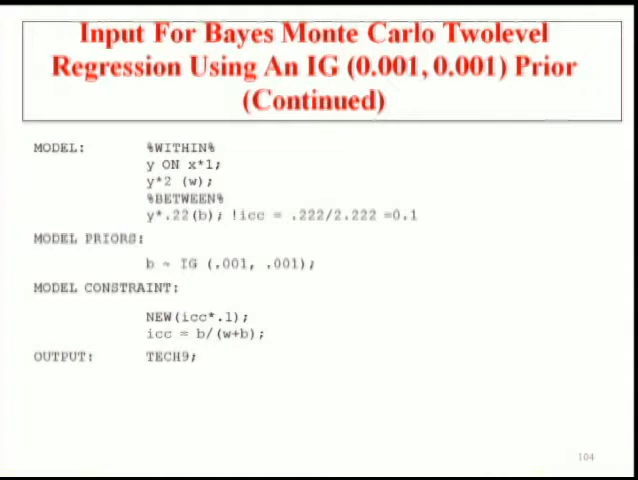 Input For Bayes Monte Carlo Twolevel
Regression Using An IG (0.001, 0.001) Prior
(Continued)
MODEL: %WITHIN%
y ON x*1;
y*2 (w);
%BETWEEN%
y*.22(b); !icc = .222/2.222 =0.1
MODEL PRIORS:
b ~ IG (.001, .001);
MODEL CONSTRAINT:
NEW(icc*.1);
icc = b/(w+b);
OUTPUT: TECH9;
104